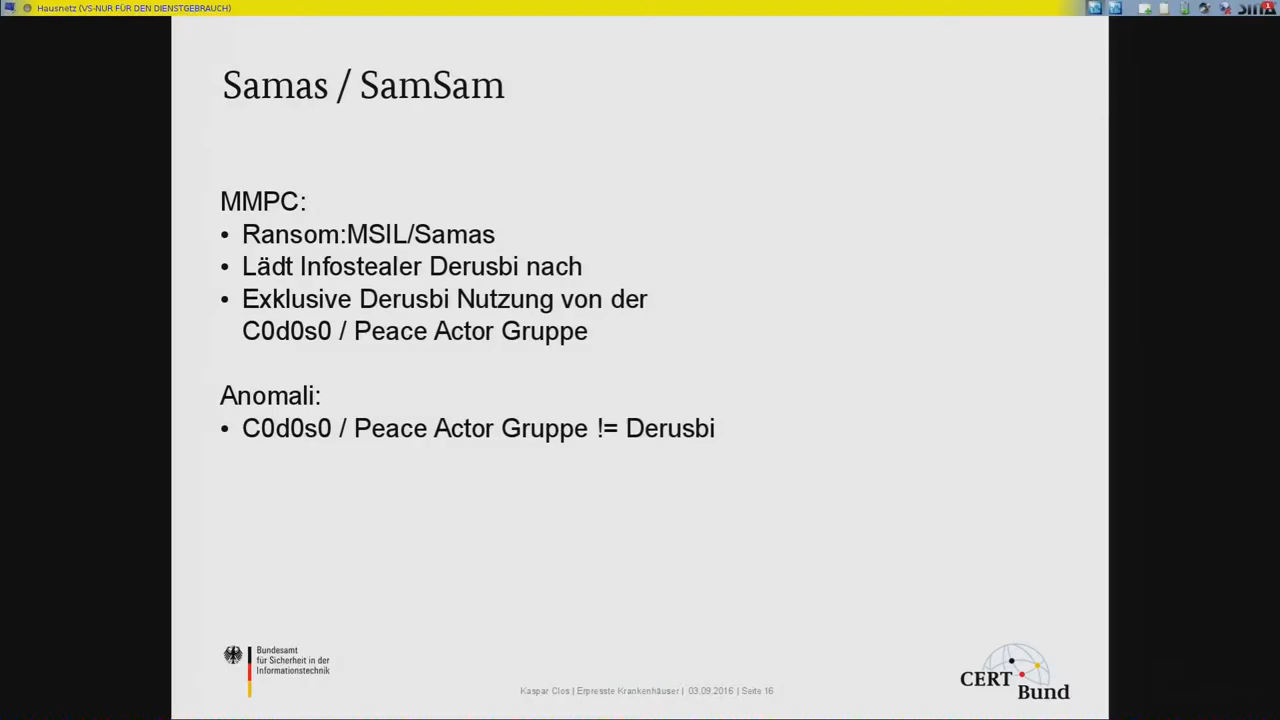 Hausnetz (VS-NUR FÜR DEN DIENSTGEBRAUCH)
Samas / SamSam
MMPC:
• Ransom:MSIL/Samas
• Lädt Infostealer Derusbi nach
• Exklusive Derusbi Nutzung von der
C0d0s0 / Peace Actor Gruppe
Anomali:
• C0d0s0 / Peace Actor Gruppe != Derusbi
Bundesamt
für Sicherheit in der
Informationstechnik
Kaspar Clos | Erpresste Krankenhäuser | 03.09.2016 | Seite 16
CERT
Bund